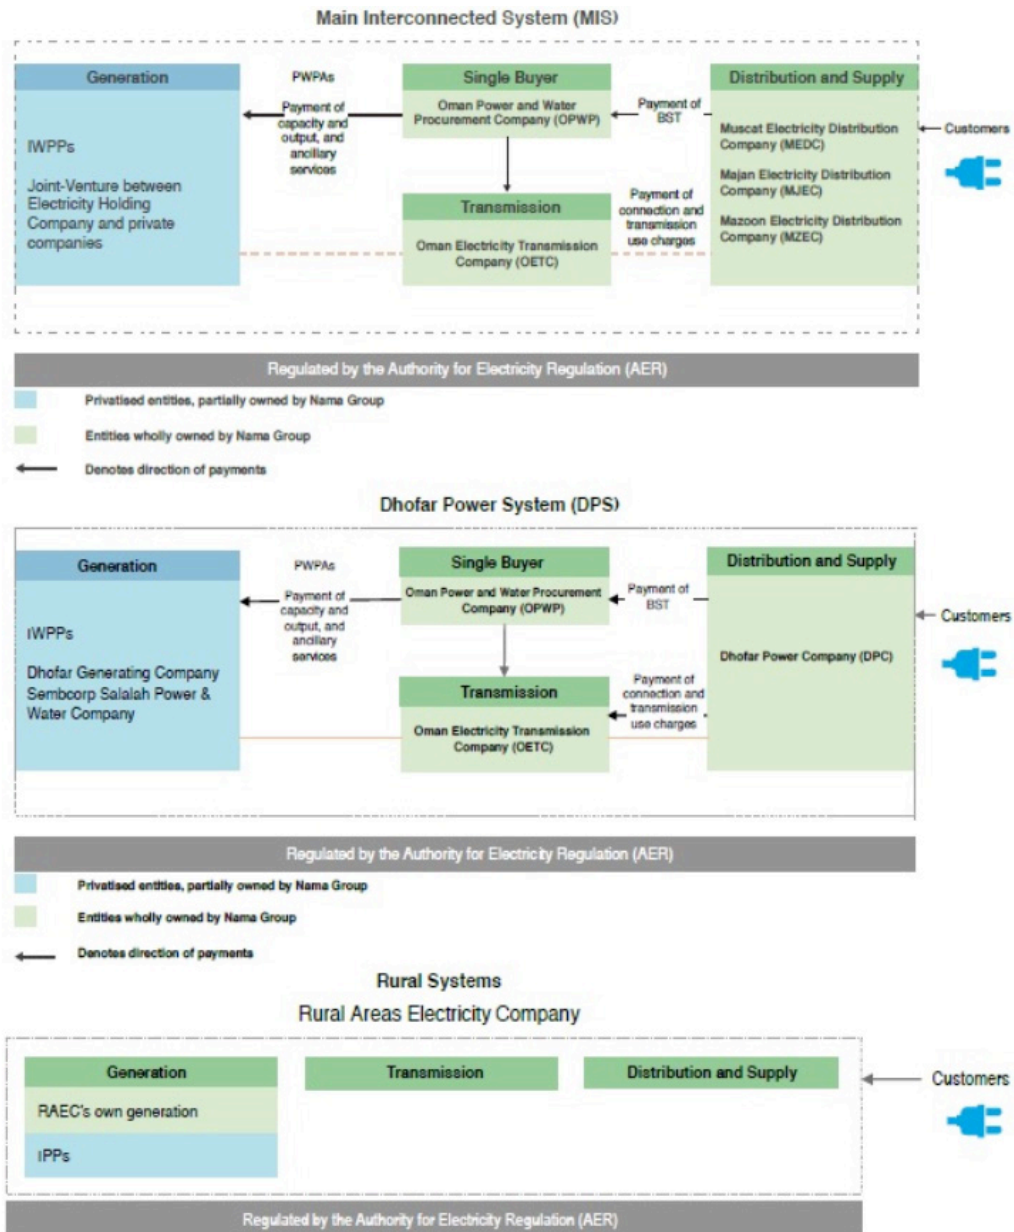 Main Interconnected System (MIS)
Generation
IWPPs
Joint-Venture between
Electricity Holding
Company and private
companies
PWPAs
Payment of
capacity and
output, and
ancillary
services
Single Buyer
Oman Power and Water
Procurement Company (OPWP)
Transmission
Oman Electricity Transmission
Company (OETC)
Payment of
BST
Payment of
connection and
transmission
use charges
Distribution and Supply
Muscat Electricity Distribution
Company (MEDC)
Majan Electricity Distribution
Company (MJEC)
Mazoon Electricity Distribution
Company (MZEC)
Customers
Regulated by the Authority for Electricity Regulation (AER)
Privatised entities, partially owned by Nama Group
Entities wholly owned by Nama Group
Denotes direction of payments
Dhofar Power System (DPS)
Generation
IWPPs
Dhofar Generating Company
Sembcorp Salalah Power &
Water Company
PWPAs
Payment of
capacity and
output, and
ancillary
services
Single Buyer
Oman Power and Water Procurement
Company (OPWP)
Transmission
Oman Electricity Transmission
Company (OETC)
Payment of
BST
Payment of
connection and
transmission
use charges
Distribution and Supply
Dhofar Power Company (DPC)
Customers
Regulated by the Authority for Electricity Regulation (AER)
Privatised entities, partially owned by Nama Group
Entities wholly owned by Nama Group
Denotes direction of payments
Rural Systems
Rural Areas Electricity Company
Generation
RAEC's own generation
IPPs
Transmission
Distribution and Supply
Customers
Regulated by the Authority for Electricity Regulation (AER)